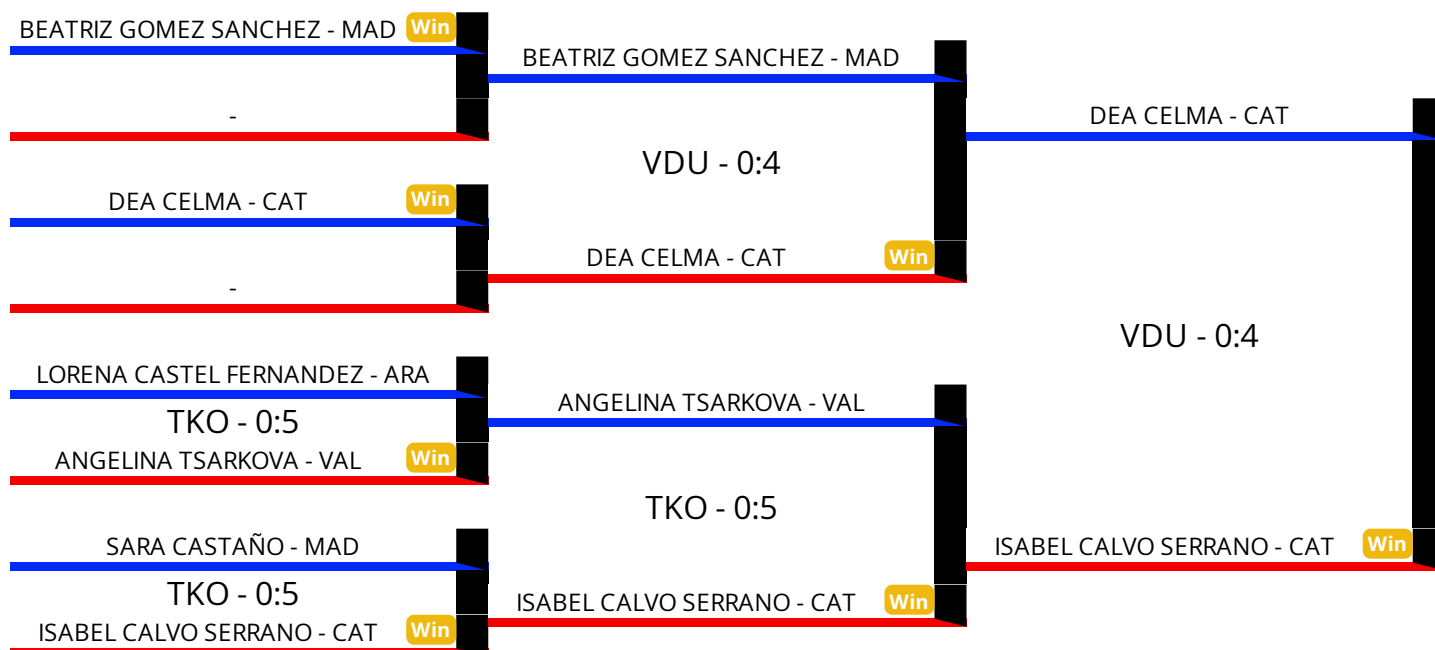 BEATRIZ GOMEZ SANCHEZ - MAD Win
-
DEA CELMA - CAT Win
-
LORENA CASTEL FERNANDEZ - ARA
TKO - 0:5
ANGELINA TSARKOVA - VAL Win
SARA CASTAÑO - MAD
TKO - 0:5
ISABEL CALVO SERRANO - CAT Win
BEATRIZ GOMEZ SANCHEZ - MAD
VDU - 0:4
DEA CELMA - CAT Win
ANGELINA TSARKOVA - VAL
TKO - 0:5
ISABEL CALVO SERRANO - CAT Win
DEA CELMA - CAT
VDU - 0:4
ISABEL CALVO SERRANO - CAT Win